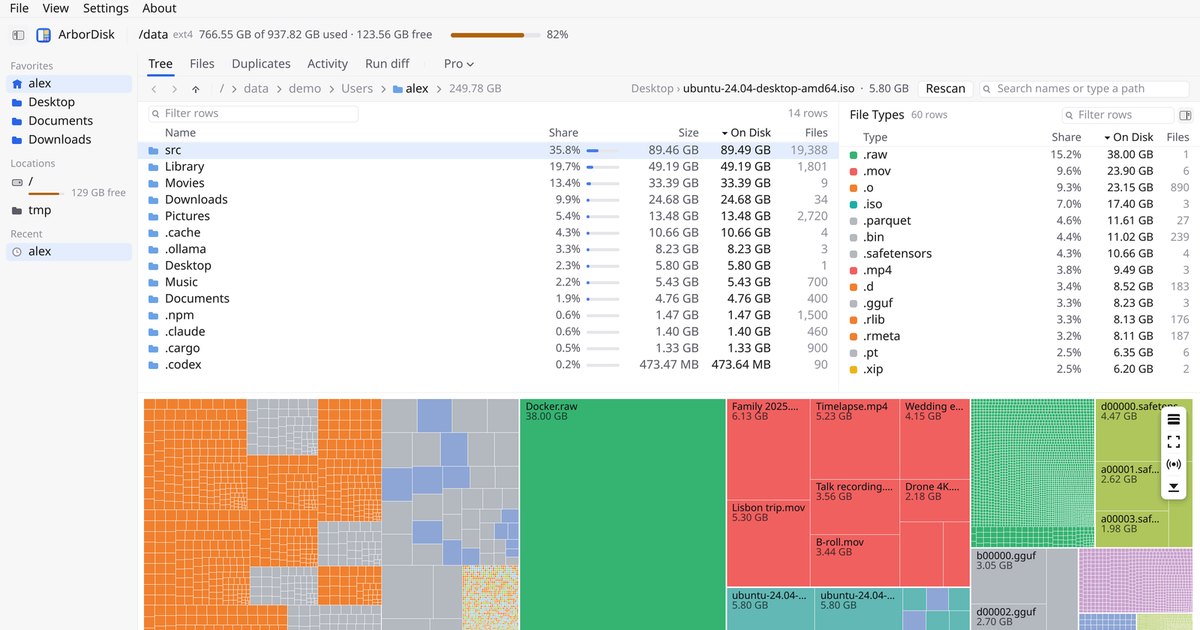 File View Settings About
ArborDisk /data ext4 766.55 GB of 937.82 GB used · 123.56 GB free 82%
Favorites
alex
Desktop
Documents
Downloads
Locations
/
129 GB free
tmp
Recent
alex
Tree Files Duplicates Activity Run diff Pro
/ data demo Users alex 249.78 GB Desktop › ubuntu-24.04-desktop-amd64.iso · 5.80 GB Rescan Search names or type a path
Filter rows 14 rows
Name Share Size On Disk Files
src 35.8% 89.46 GB 89.49 GB 19,388
Library 19.7% 49.19 GB 49.19 GB 1,801
Movies 13.4% 33.39 GB 33.39 GB 9
Downloads 9.9% 24.68 GB 24.68 GB 34
Pictures 5.4% 13.48 GB 13.48 GB 2,720
.cache 4.3% 10.66 GB 10.66 GB 4
.ollama 3.3% 8.23 GB 8.23 GB 3
Desktop 2.3% 5.80 GB 5.80 GB 1
Music 2.2% 5.43 GB 5.43 GB 700
Documents 1.9% 4.76 GB 4.76 GB 400
.npm 0.6% 1.47 GB 1.47 GB 1,500
.claude 0.6% 1.40 GB 1.40 GB 460
.cargo 0.5% 1.33 GB 1.33 GB 900
.codex 0.2% 473.47 MB 473.64 MB 90
File Types 60 rows Filter rows
Type Share On Disk Files
.raw 15.2% 38.00 GB 1
.mov 9.6% 23.90 GB 6
.o 9.3% 23.15 GB 890
.iso 7.0% 17.40 GB 3
.parquet 4.6% 11.61 GB 27
.bin 4.4% 11.02 GB 239
.safetensors 4.3% 10.66 GB 4
.mp4 3.8% 9.49 GB 3
.d 3.4% 8.52 GB 183
.gguf 3.3% 8.23 GB 3
.rlib 3.3% 8.13 GB 176
.rmeta 3.2% 8.11 GB 187
.pt 2.5% 6.35 GB 6
.xip 2.5% 6.20 GB 2
Docker.raw
38.00 GB
Family 2025....
6.13 GB
Timelapse.mp4
5.23 GB
Wedding e...
4.15 GB
Talk recording....
3.56 GB
Drone 4K....
2.18 GB
Lisbon trip.mov
5.30 GB
B-roll.mov
3.44 GB
ubuntu-24.04-...
5.80 GB
ubuntu-24.04-...
5.80 GB
d00000.safetens
4.47 GB
a00001.saf...
2.62 GB
a00003.saf...
1.98 GB
b00000.gguf
3.05 GB
d00002.gguf
2.70 GB